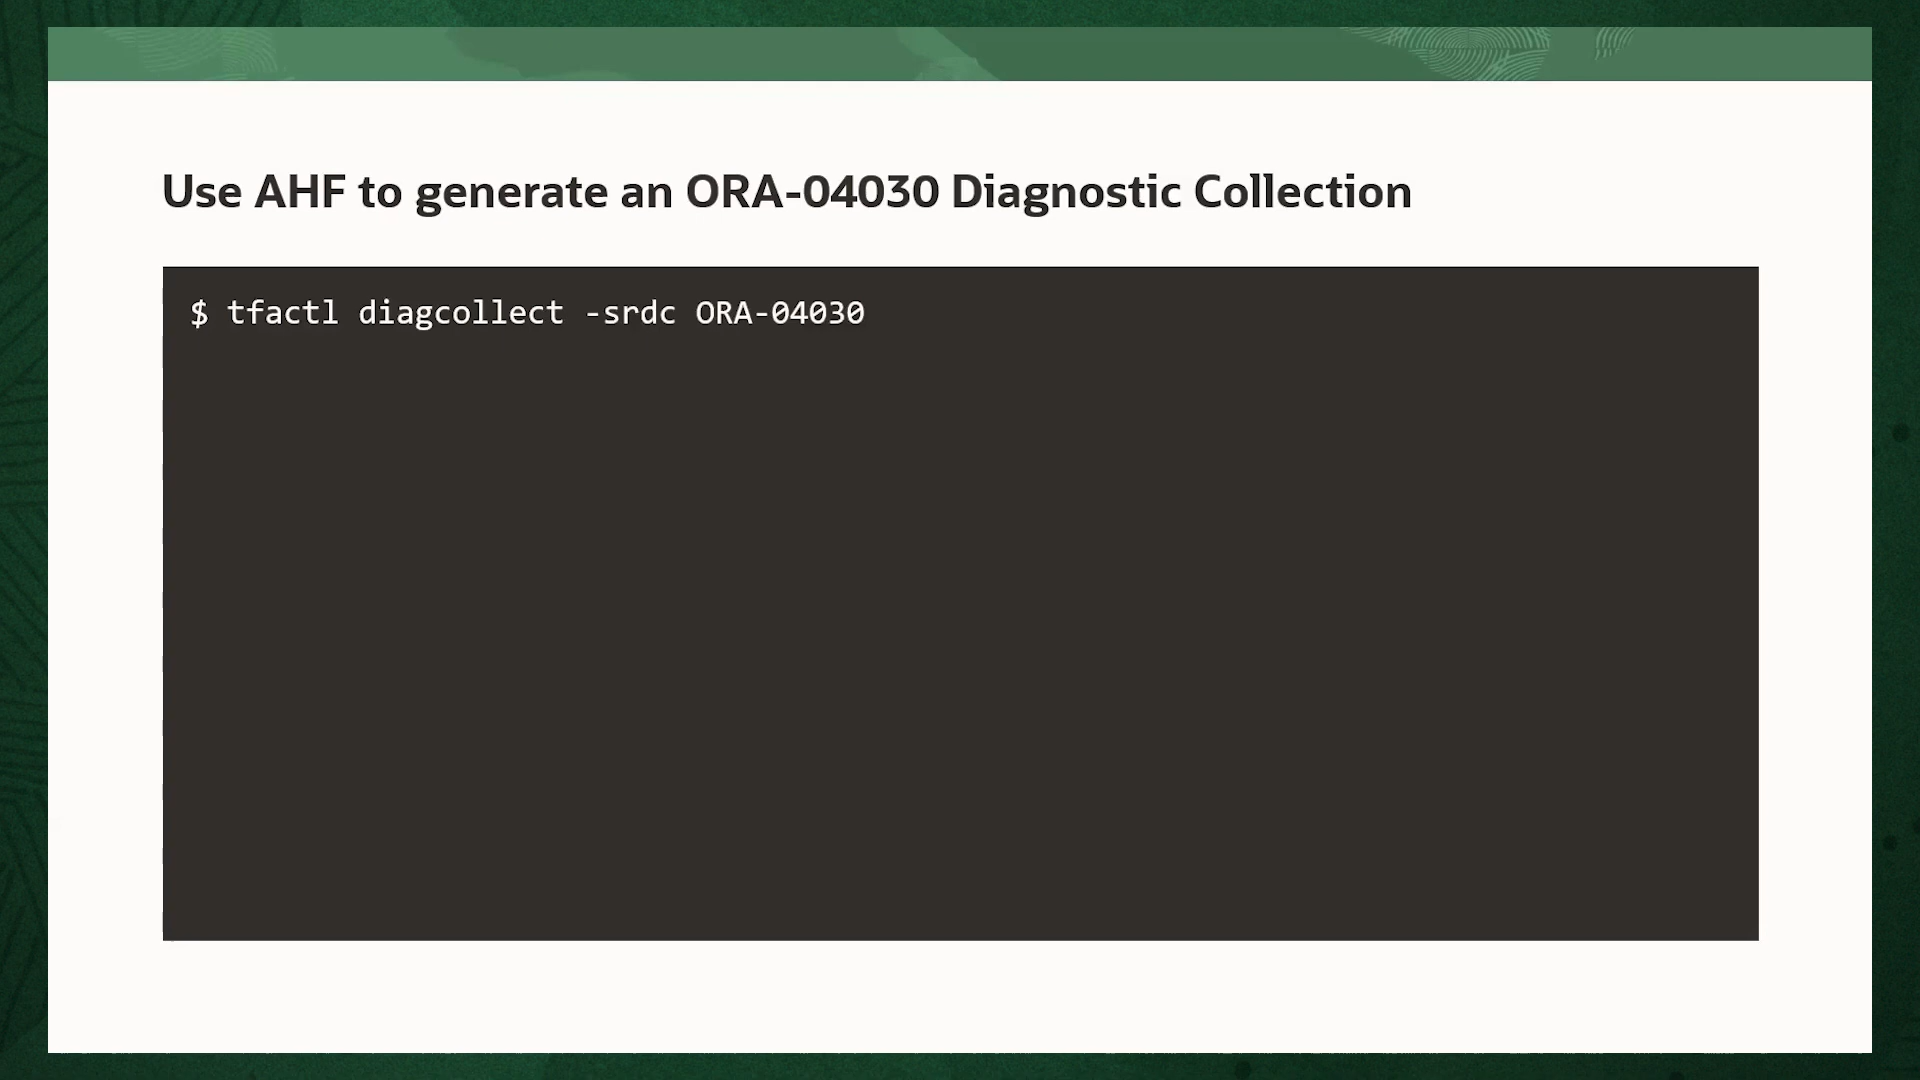 Use AHF to generate an ORA-04030 Diagnostic Collection
$ tfactl diagcollect -srdc ORA-04030